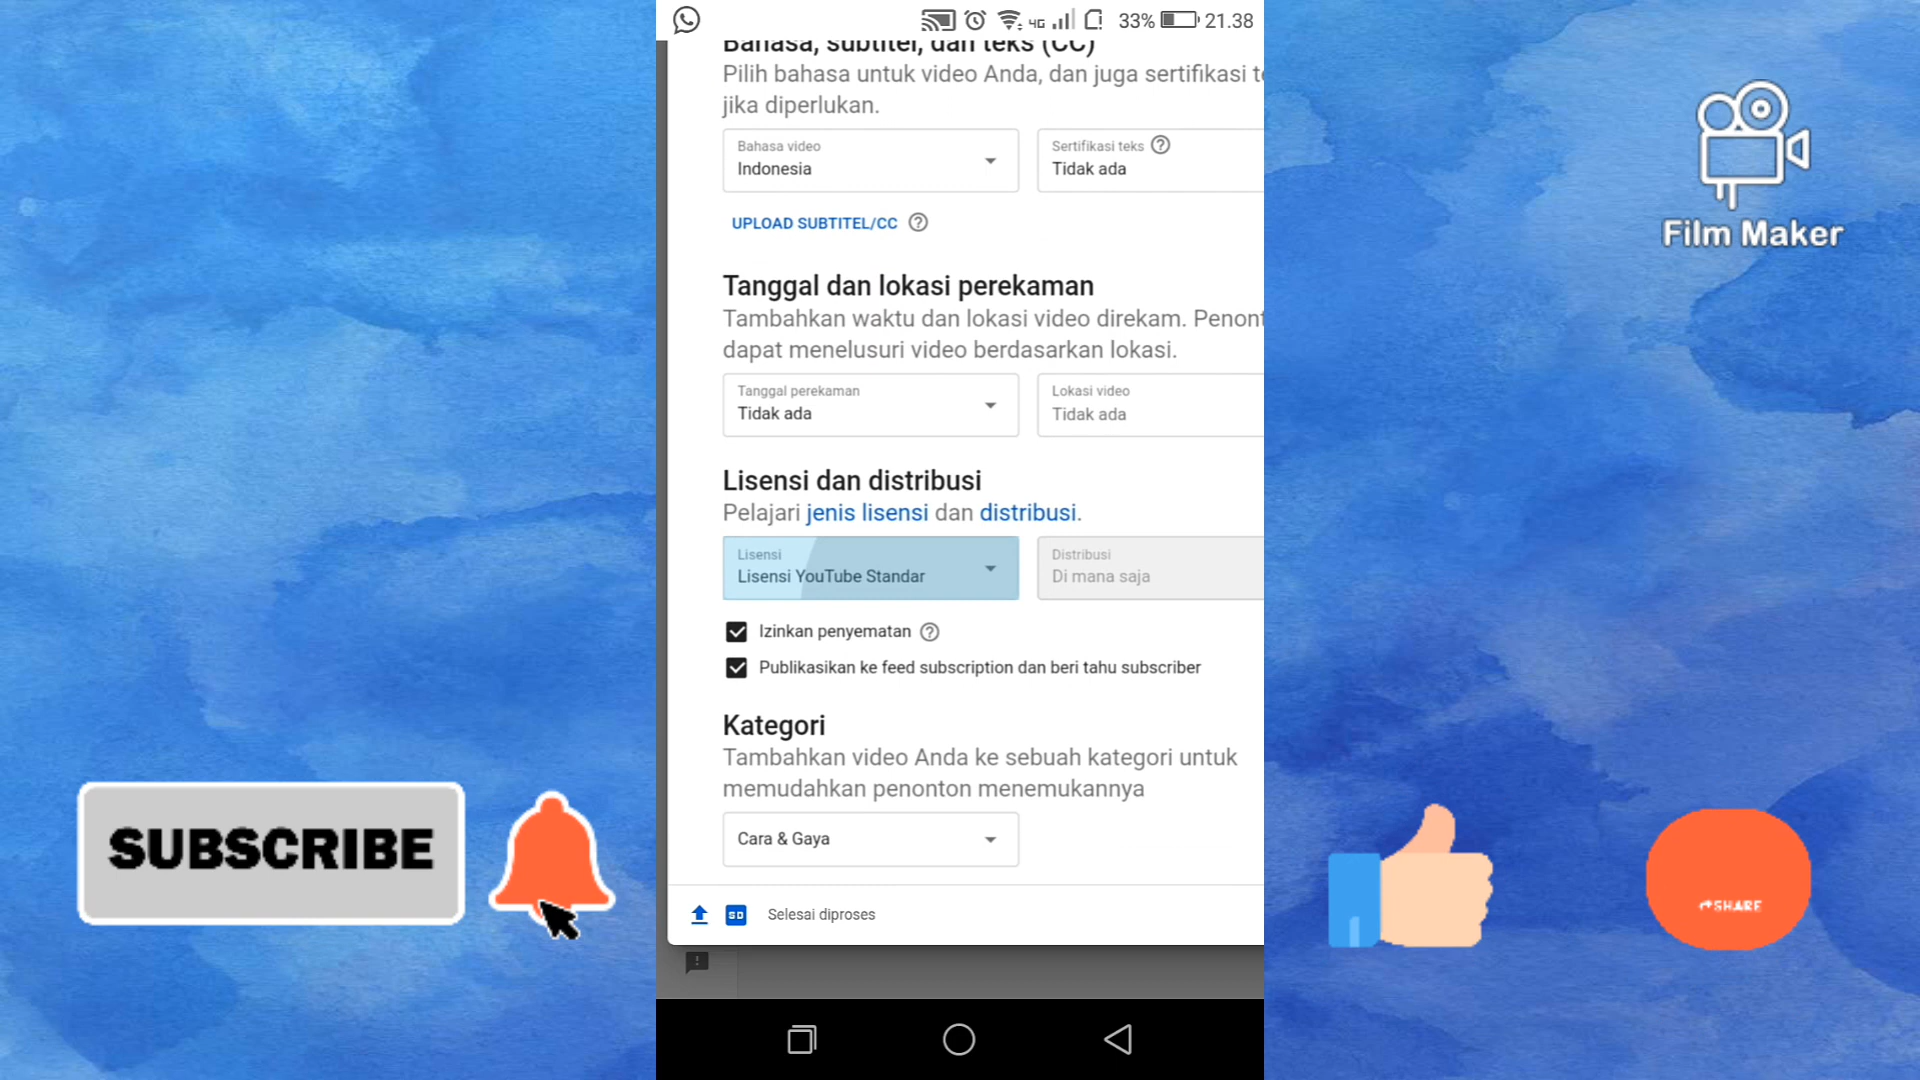 4G 33% 21.38
Bahasa, subtitel, dan teks (CC)
Pilih bahasa untuk video Anda, dan juga sertifikasi
jika diperlukan.
Bahasa video
Indonesia
Sertifikasi teks
Tidak ada
UPLOAD SUBTITEL/CC
Tanggal dan lokasi perekaman
Tambahkan waktu dan lokasi video direkam. Penont
dapat menelusuri video berdasarkan lokasi.
Tanggal perekaman
Tidak ada
Lokasi video
Tidak ada
Lisensi dan distribusi
Pelajari jenis lisensi dan distribusi.
Lisensi
Lisensi YouTube Standar
Distribusi
Di mana saja
Izinkan penyematan
Publikasikan ke feed subscription dan beri tahu subscriber
Kategori
Tambahkan video Anda ke sebuah kategori untuk
memudahkan penonton menemukannya
Cara & Gaya
SD Selesai diproses
Film Maker
SUBSCRIBE
SHARE